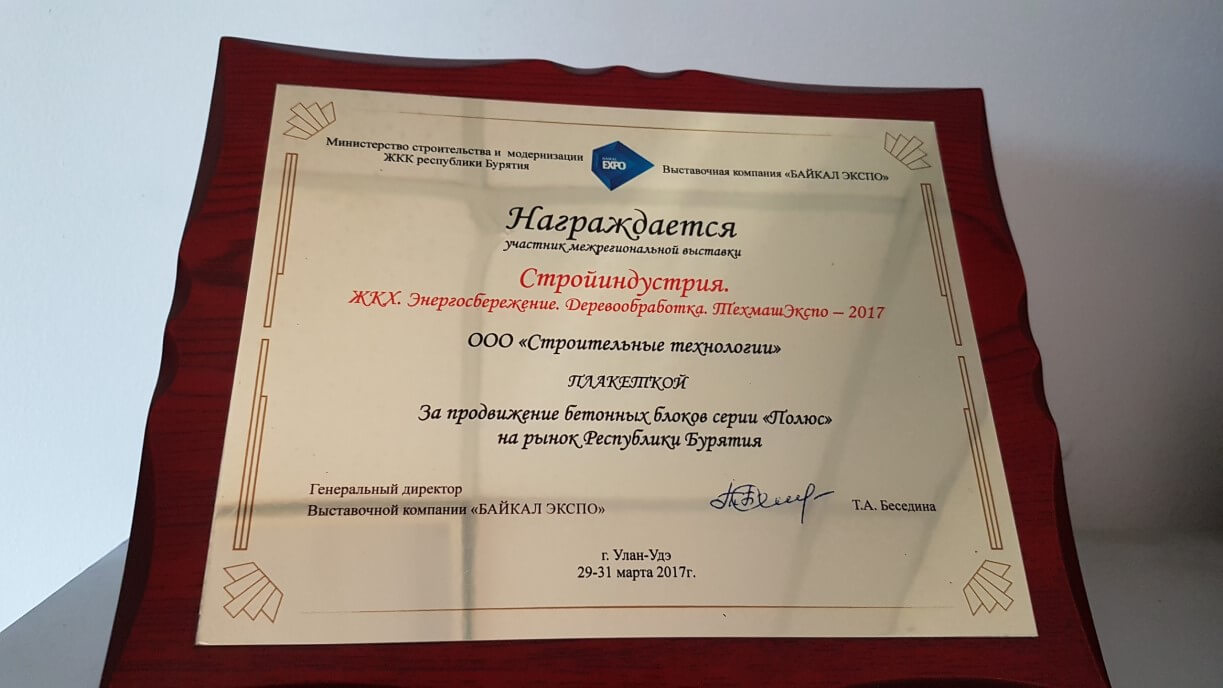 Министерство строительства и модернизации
ЖКК республики Бурятия
BAIKAL
EXPO
Выставочная компания «БАЙКАЛ ЭКСПО»
Награждается
участник межрегиональной выставки
Стройиндустрия.
ЖКХ. Энергосбережение. Деревообработка. ТехмашЭкспо – 2017
ООО «Строительные технологии»
ПЛАКЕТКОЙ
За продвижение бетонных блоков серии «Полюс»
на рынок Республики Бурятия
Генеральный директор
Выставочной компании «БАЙКАЛ ЭКСПО»
Т.А. Беседина
г. Улан-Удэ
29-31 марта 2017г.